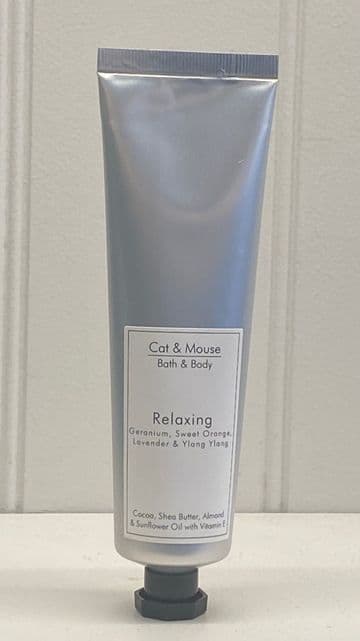 Cat & Mouse
Bath & Body
Relaxing
Geranium, Sweet Orange,
Lavender & Ylang Ylang
Cocoa, Shea Butter, Almond
& Sunflower Oil with Vitamin E